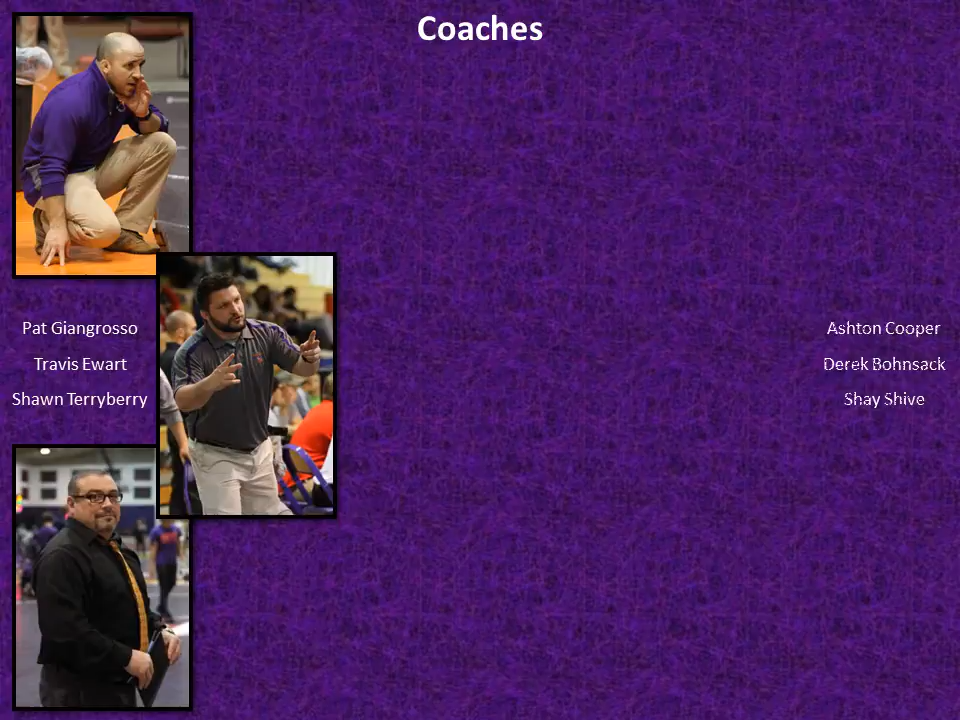 Coaches
Pat Giangrosso
Travis Ewart
Shawn Terryberry
Ashton Cooper
Derek Bohnsack
Shay Shive